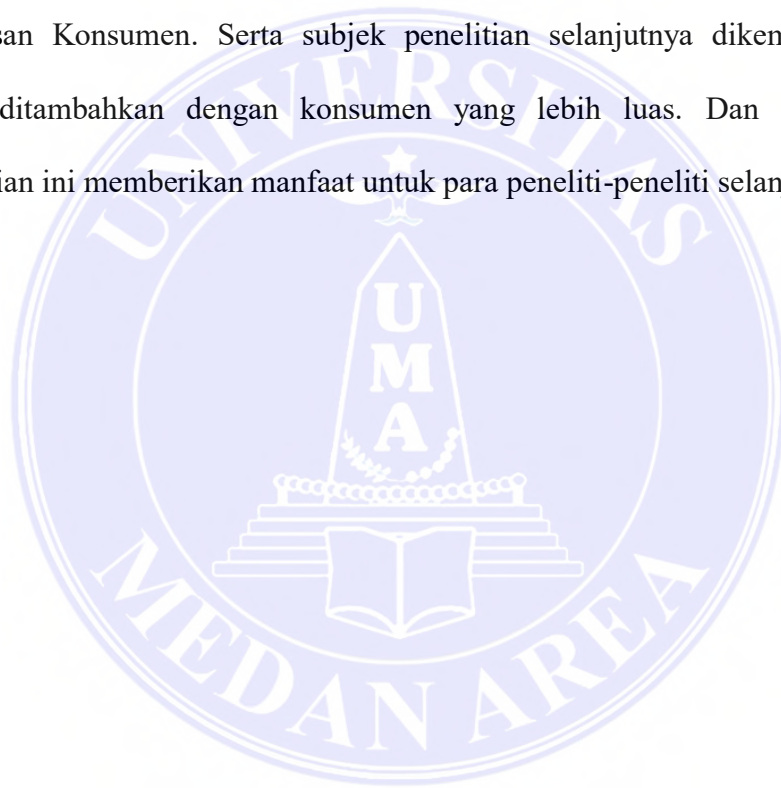 san Konsumen. Serta subjek penelitian selanjutnya diken
ditambahkan dengan konsumen yang lebih luas. Dan
ian ini memberikan manfaat untuk para peneliti-peneliti selan
UNIVERSITAS
U
M
A
MEDAN AREA